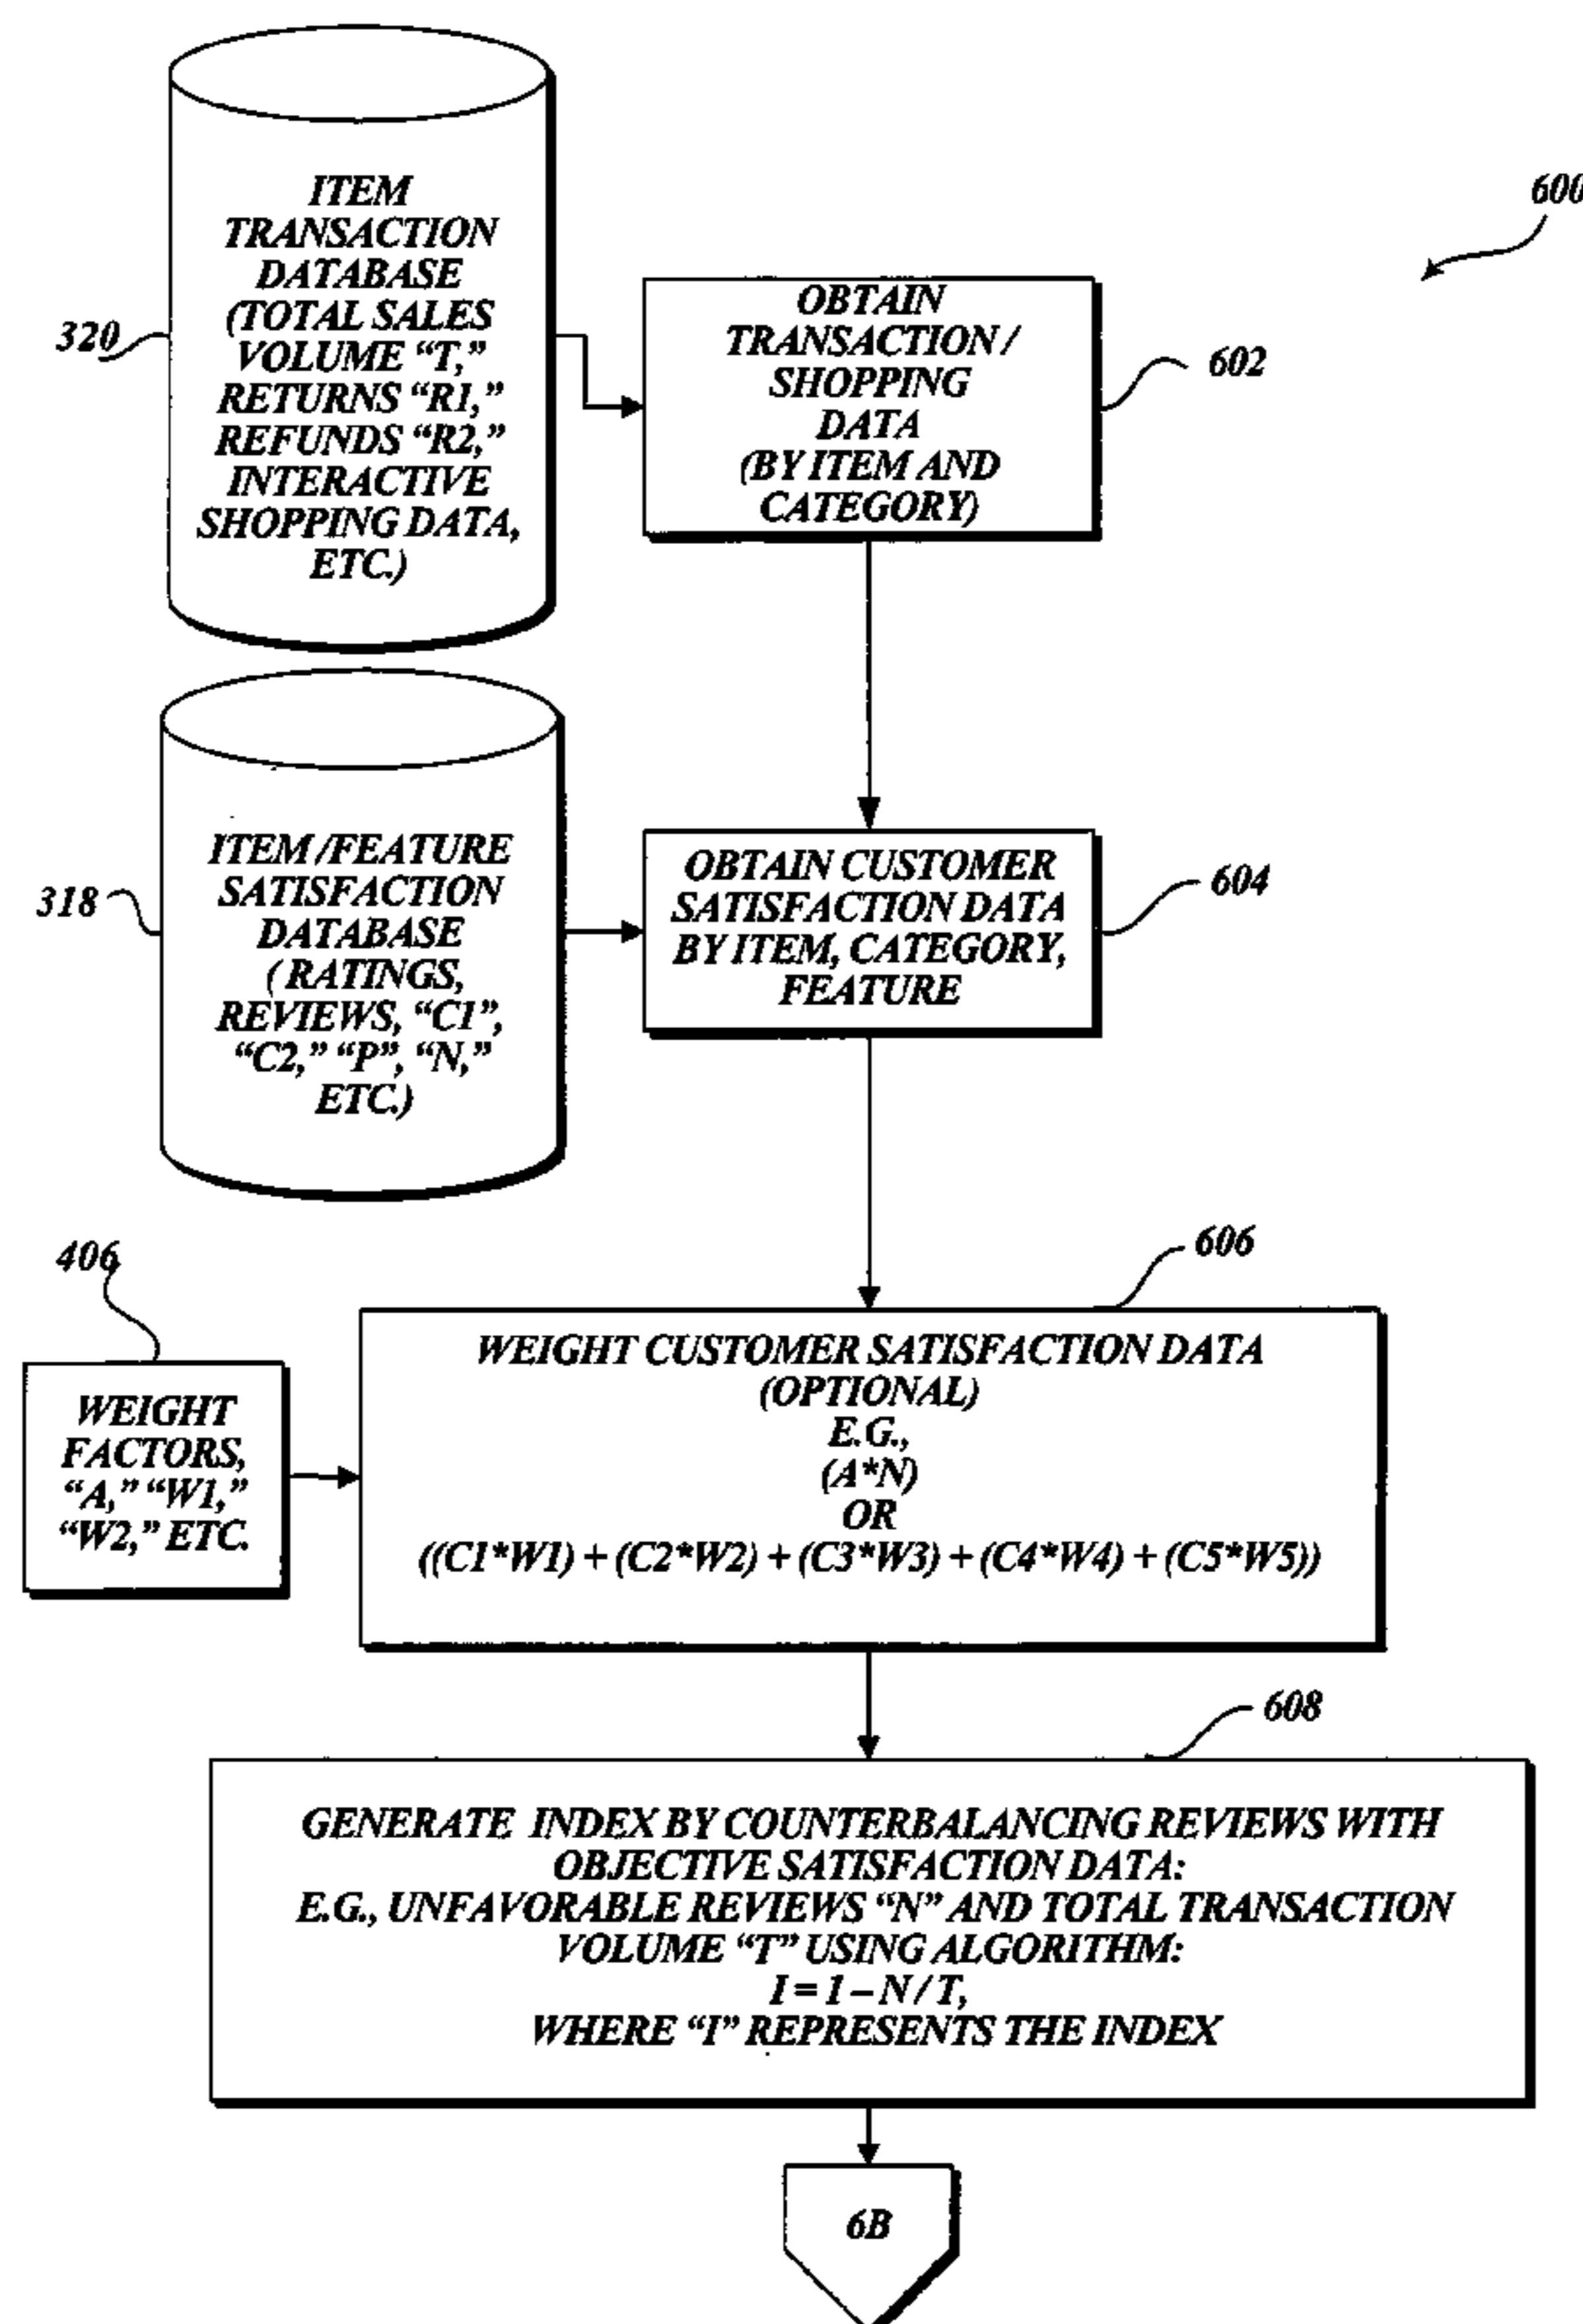 ITEM
TRANSACTION
DATABASE
(TOTAL SALES
VOLUME “T,”
RETURNS “R1,”
REFUNDS “R2,”
INTERACTIVE
SHOPPING DATA,
ETC.)
320
OBTAIN
TRANSACTION /
SHOPPING
DATA
(BY ITEM AND
CATEGORY)
602
600
ITEM /FEATURE
SATISFACTION
DATABASE
( RATINGS,
REVIEWS, “C1”,
“C2,” “P”, “N,”
ETC.)
318
OBTAIN CUSTOMER
SATISFACTION DATA
BY ITEM, CATEGORY,
FEATURE
604
406
WEIGHT
FACTORS,
“A,” “W1,”
“W2,” ETC.
606
WEIGHT CUSTOMER SATISFACTION DATA
(OPTIONAL)
E.G.,
(A*N)
OR
((C1*W1) + (C2*W2) + (C3*W3) + (C4*W4) + (C5*W5))
608
GENERATE INDEX BY COUNTERBALANCING REVIEWS WITH
OBJECTIVE SATISFACTION DATA:
E.G., UNFAVORABLE REVIEWS “N” AND TOTAL TRANSACTION
VOLUME “T” USING ALGORITHM:
I = 1 – N / T,
WHERE “I” REPRESENTS THE INDEX
6B